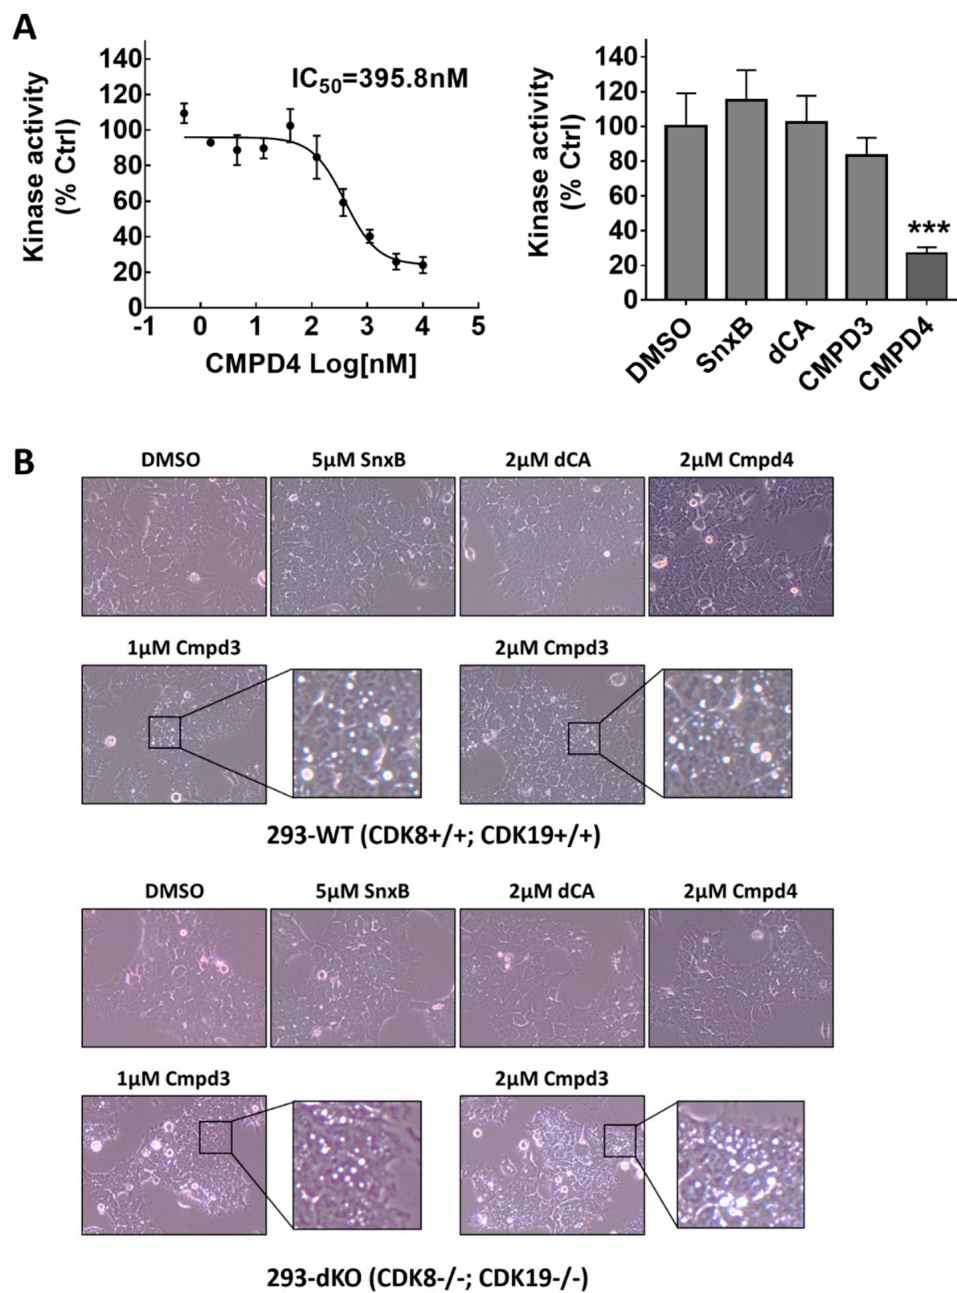 A
Kinase activity
(% Ctrl)
140
120
100
80
60
40
20
0
IC50=395.8nM
-1 0 1 2 3 4 5
CMPD4 Log[nM]
Kinase activity
(% Ctrl)
140
120
100
80
60
40
20
0
***
DMSO
SnxB
dCA
CMPD3
CMPD4
B
DMSO 5μM SnxB 2μM dCA 2μM Cmpd4
1μM Cmpd3 2μM Cmpd3
293-WT (CDK8+/+; CDK19+/+)
DMSO 5μM SnxB 2μM dCA 2μM Cmpd4
1μM Cmpd3 2μM Cmpd3
293-dKO (CDK8-/-; CDK19-/-)